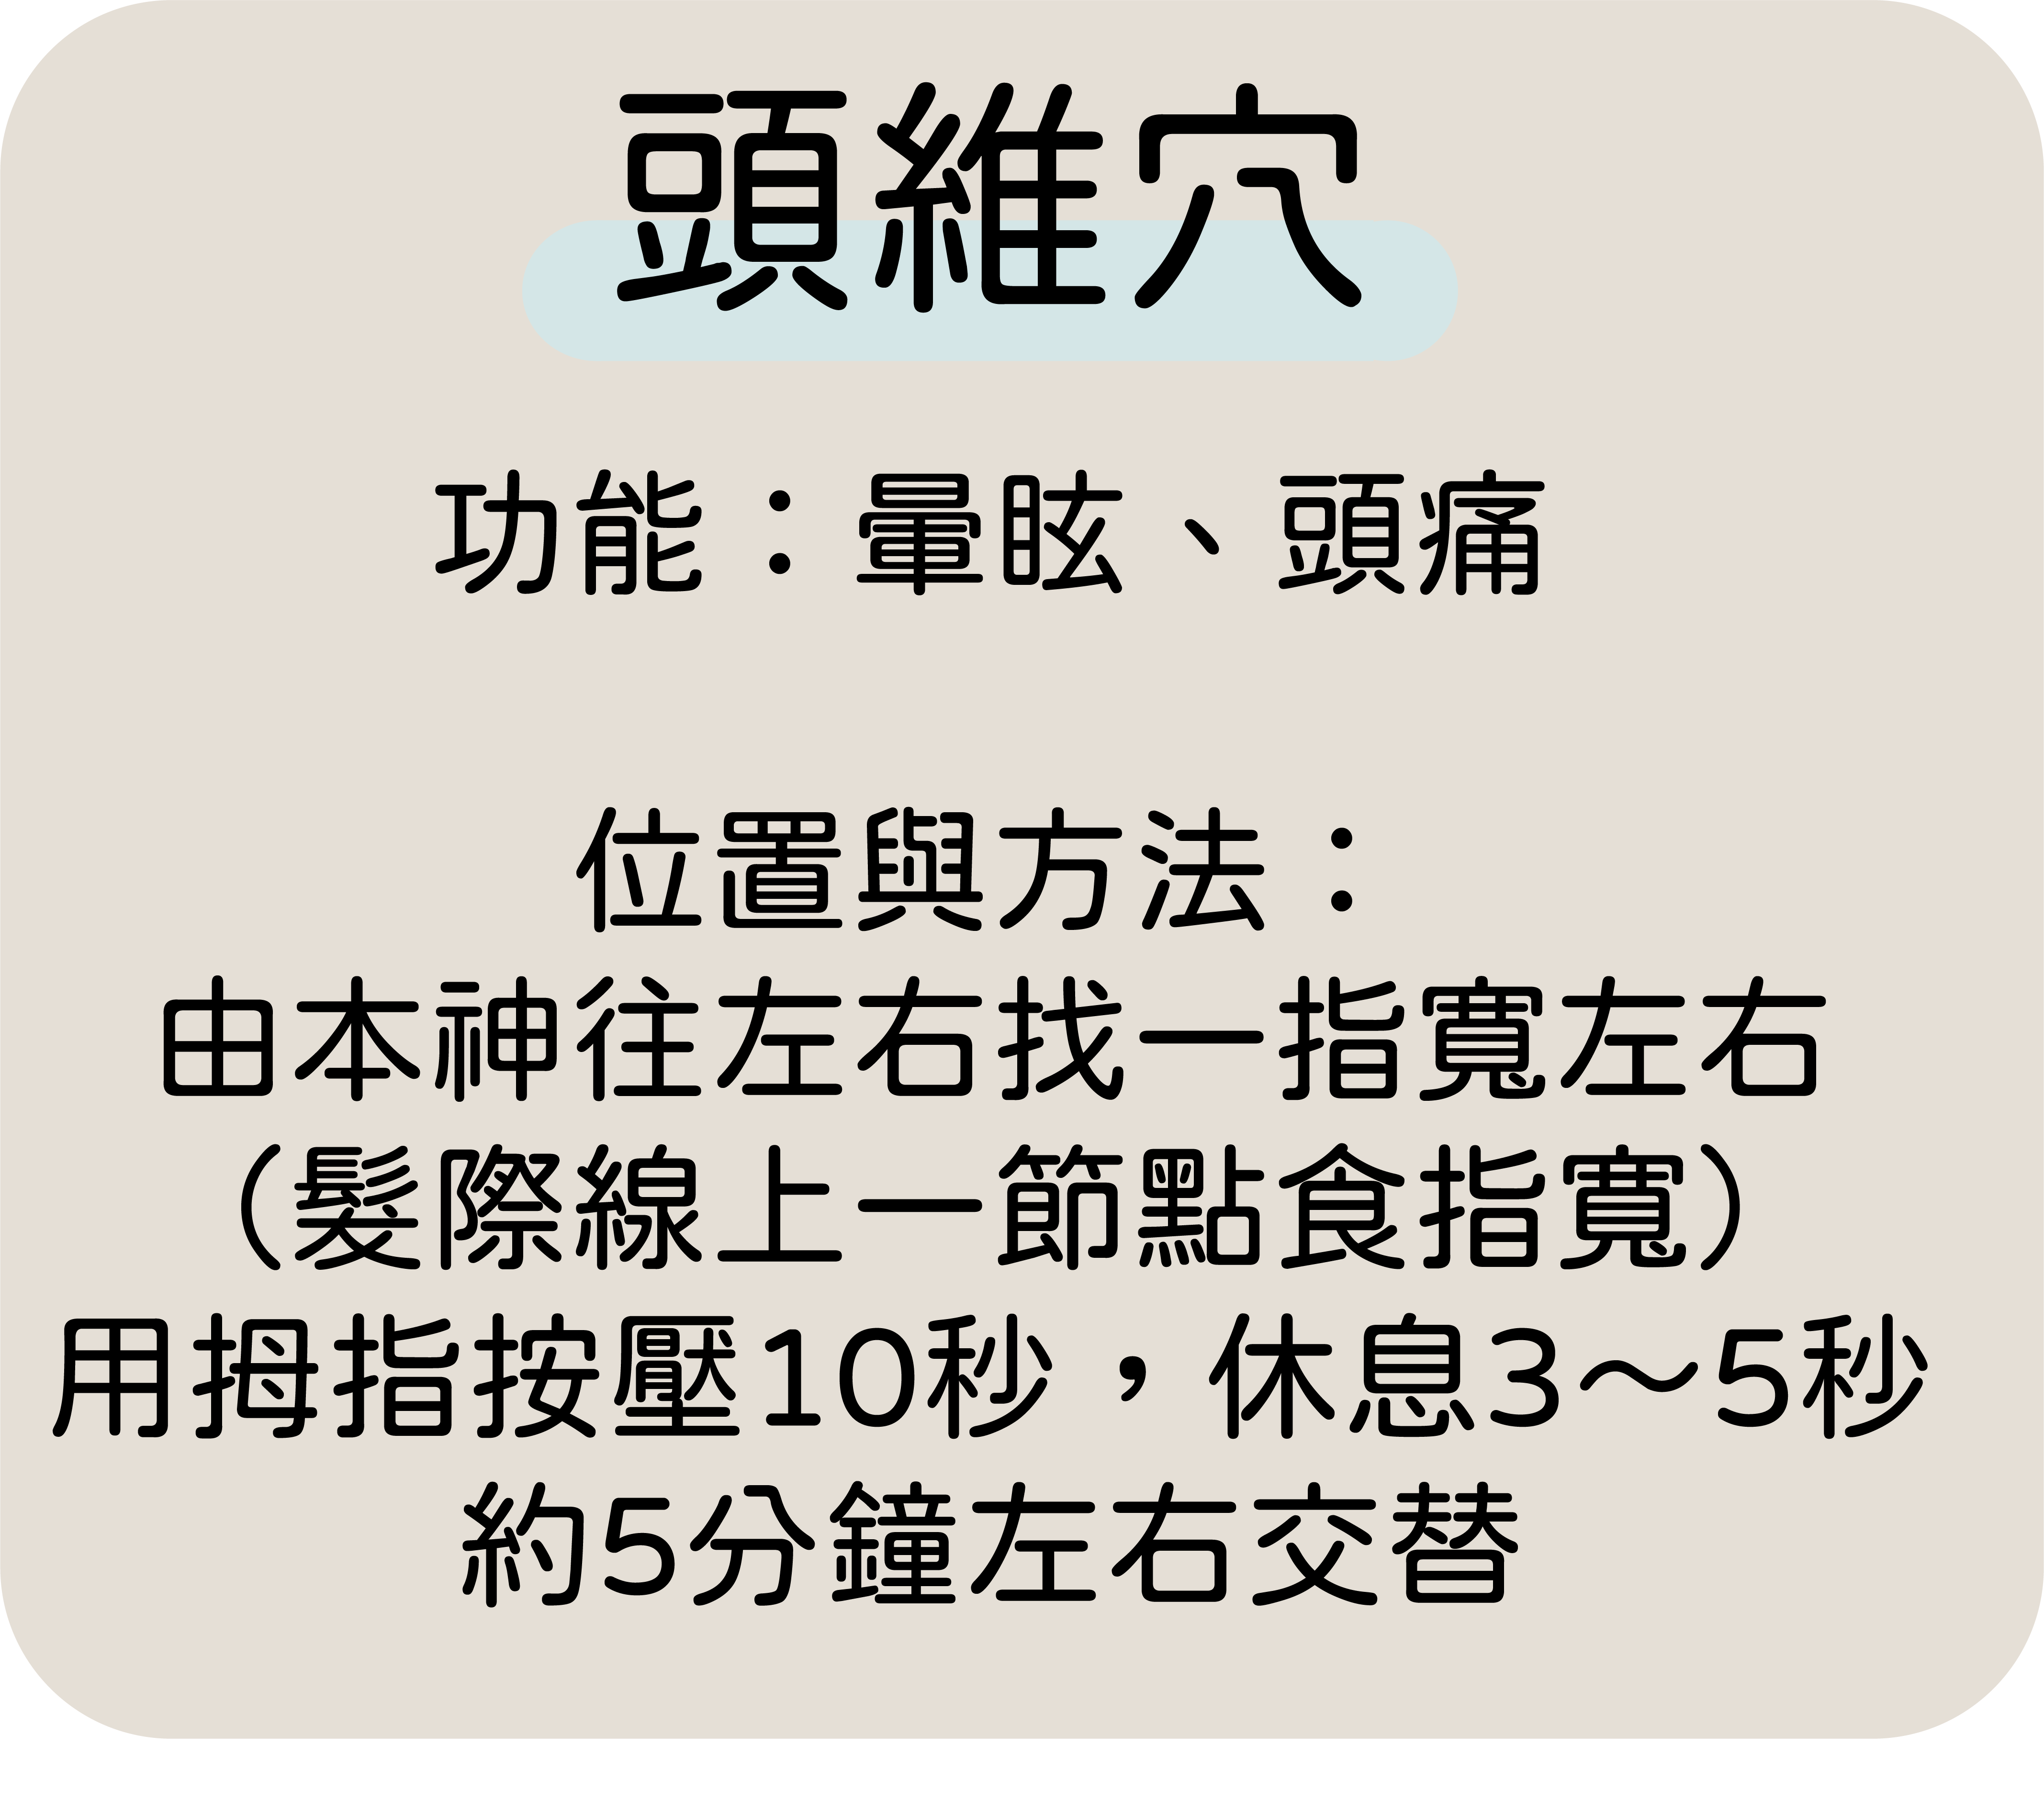 頭維穴
功能：暈眩、頭痛
位置與方法：
由本神往左右找一指寬左右
（髮際線上一節點食指寬）
用拇指按壓10秒，休息3～5秒
約5分鐘左右交替